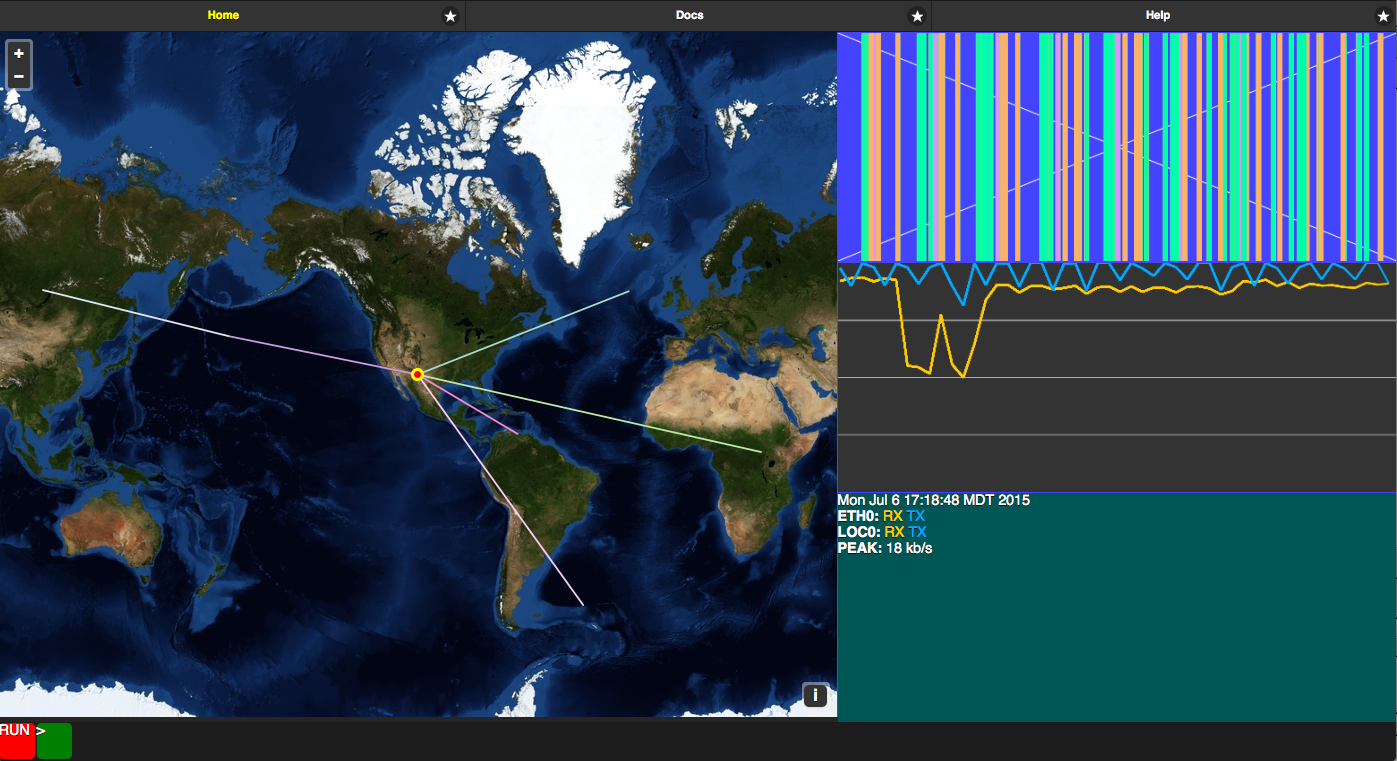 Home
Docs
Help
+
−
i
Mon Jul 6 17:18:48 MDT 2015
ETH0: RX TX
LOC0: RX TX
PEAK: 18 kb/s
RUN >